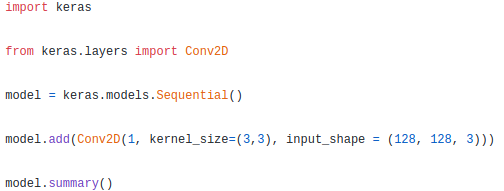 import keras
from keras.layers import Conv2D
model = keras.models.Sequential()
model.add(Conv2D(1, kernel_size=(3,3), input_shape = (128, 128, 3)))
model.summary()